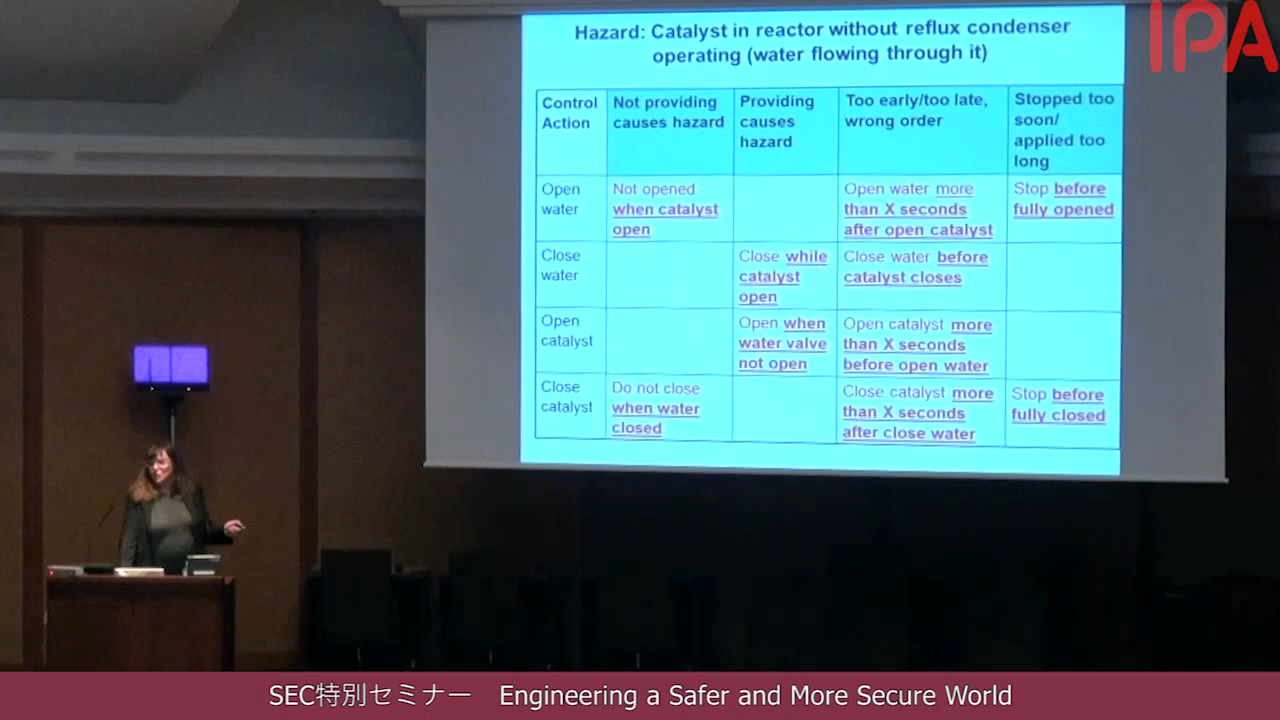 IPA
Hazard: Catalyst in reactor without reflux condenser
operating (water flowing through it)
Control
Action
Not providing
causes hazard
Providing
causes
hazard
Too early/too late,
wrong order
Stopped too
soon/
applied too
long
Open
water
Not opened
when catalyst
open
Open water more
than X seconds
after open catalyst
Stop before
fully opened
Close
water
Close while
catalyst
open
Close water before
catalyst closes
Open
catalyst
Open when
water valve
not open
Open catalyst more
than X seconds
before open water
Close
catalyst
Do not close
when water
closed
Close catalyst more
than X seconds
after close water
Stop before
fully closed
SEC特別セミナー　Engineering a Safer and More Secure World